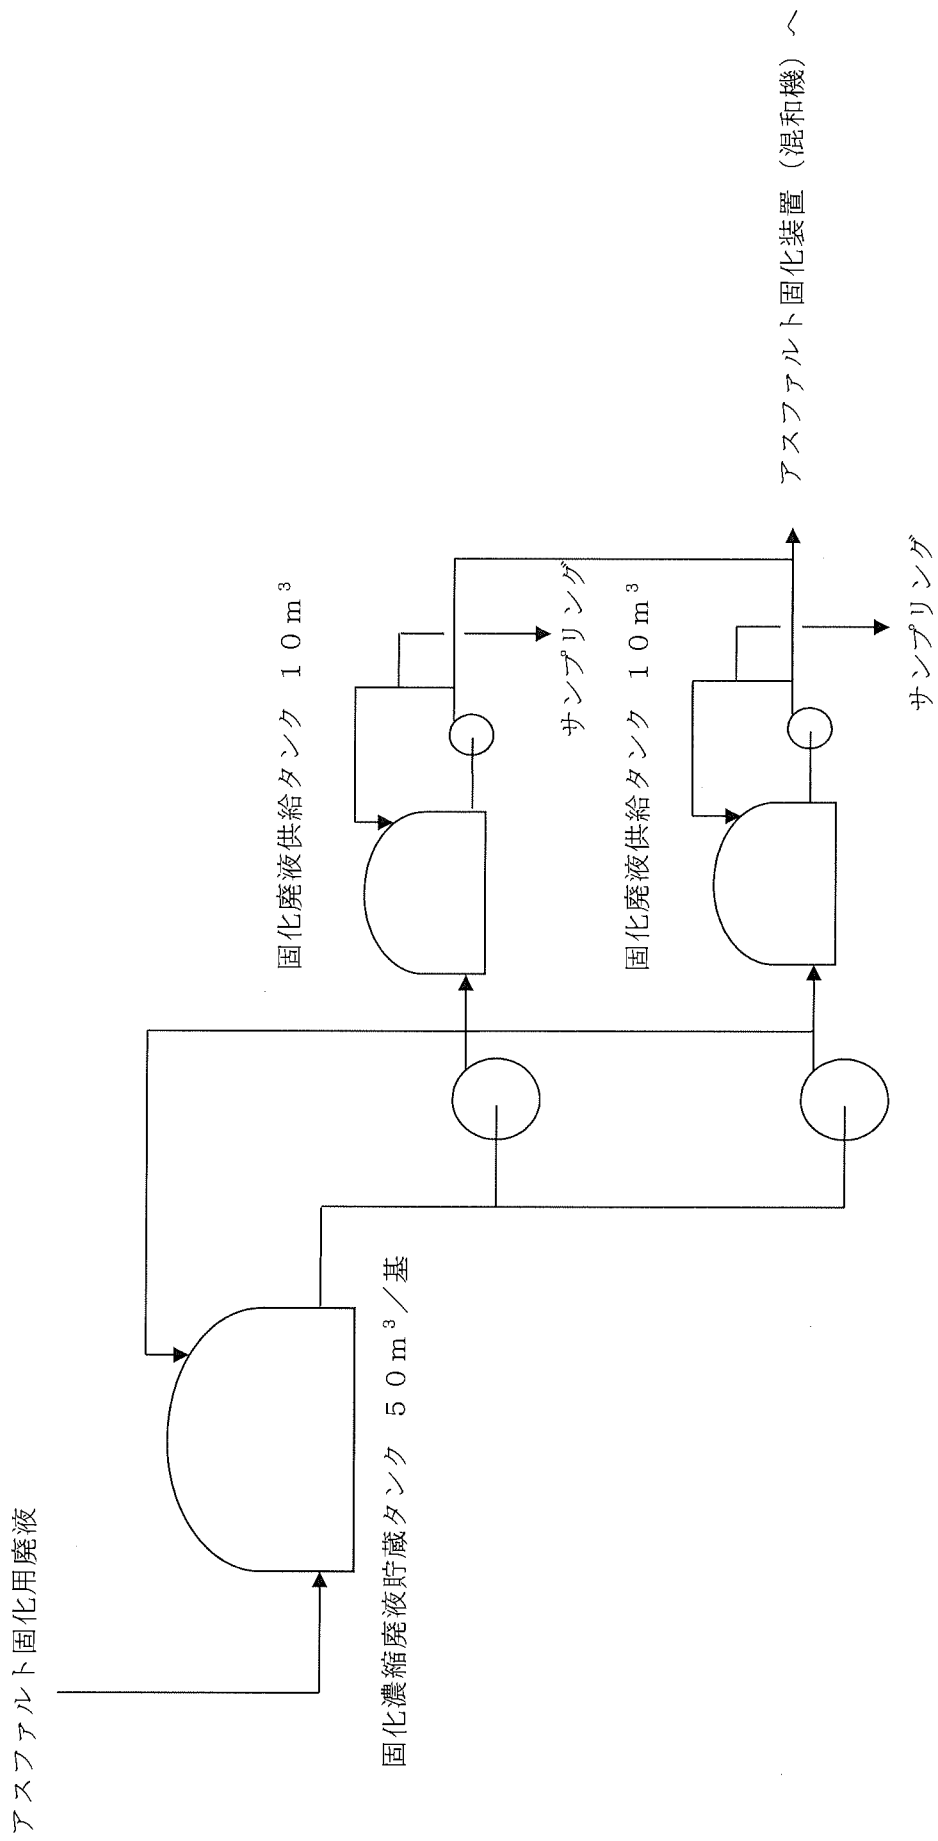 アスファルト固化用廃液
固化濃縮廃液貯蔵タンク 50m³/基
固化廃液供給タンク 10m³
サンプリング
固化廃液供給タンク 10m³
サンプリング
アスファルト固化装置(混和機)へ